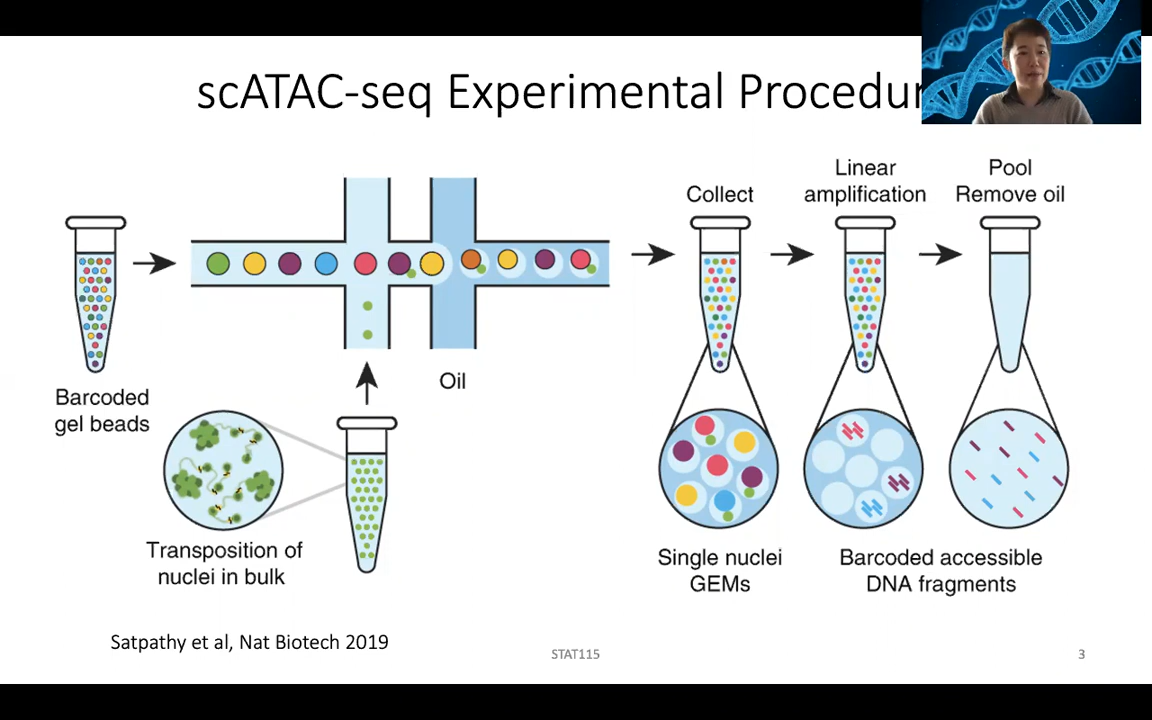 scATAC-seq Experimental Procedur
Linear
amplification
Pool
Remove oil
Collect
Oil
Barcoded
gel beads
Transposition of
nuclei in bulk
Single nuclei
GEMs
Barcoded accessible
DNA fragments
Satpathy et al, Nat Biotech 2019
STAT115
3